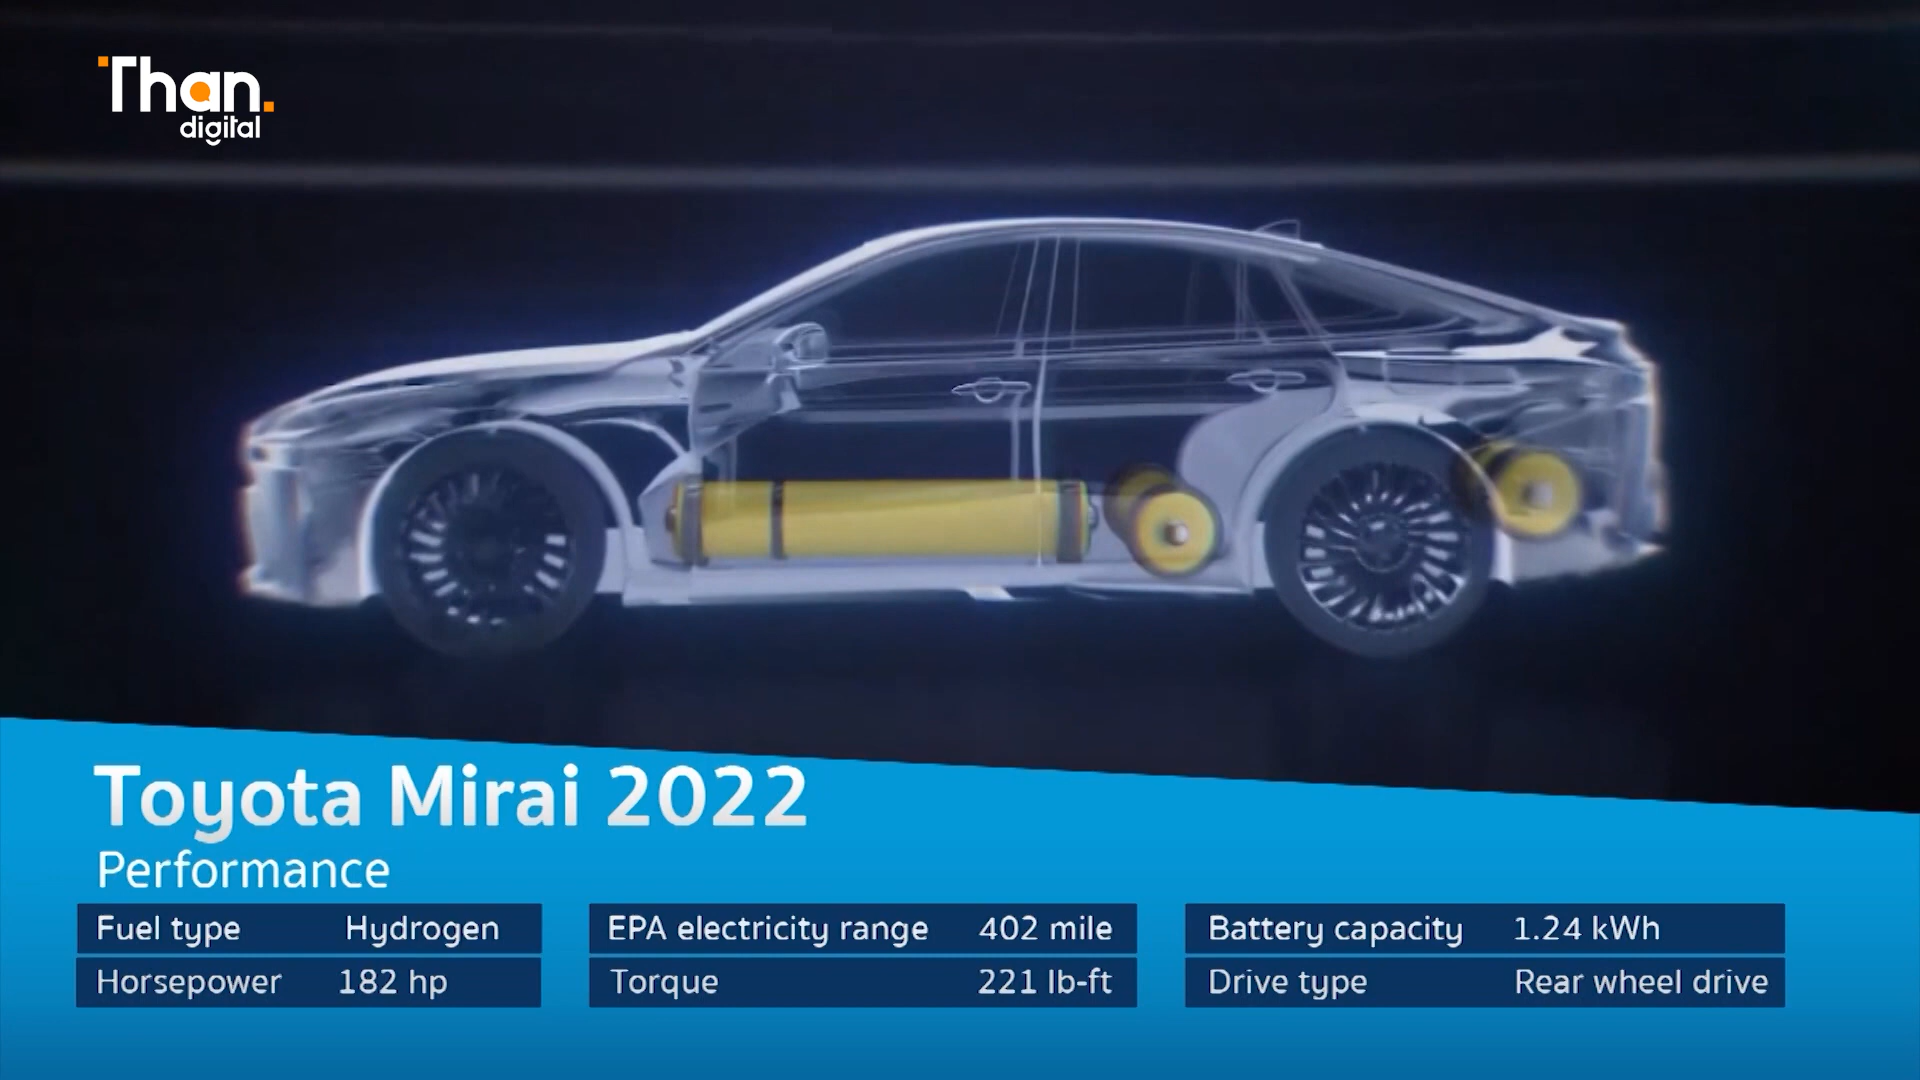 Than.
digital
Toyota Mirai 2022
Performance
Fuel type Hydrogen
Horsepower 182 hp
EPA electricity range 402 mile
Torque 221 lb-ft
Battery capacity 1.24 kWh
Drive type Rear wheel drive